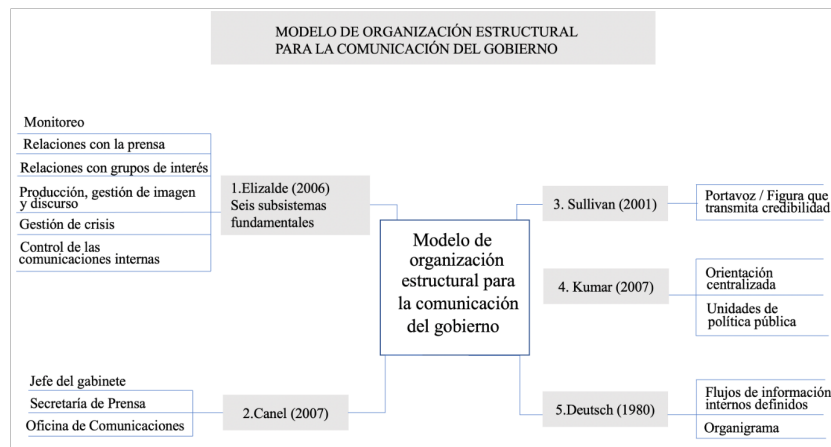 MODELO DE ORGANIZACIÓN ESTRUCTURAL
PARA LA COMUNICACIÓN DEL GOBIERNO
Monitoreo
Relaciones con la prensa
Relaciones con grupos de interés
Producción, gestión de imagen
y discurso
Gestión de crisis
Control de las
comunicaciones internas
1.Elizalde (2006)
Seis subsistemas
fundamentales
Jefe del gabinete
Secretaría de Prensa
Oficina de Comunicaciones
2.Canel (2007)
Modelo de
organización
estructural para
la comunicación
del gobierno
3. Sullivan (2001)
Portavoz / Figura que
transmita credibilidad
4. Kumar (2007)
Orientación
centralizada
Unidades de
política pública
5.Deutsch (1980)
Flujos de información
internos definidos
Organigrama